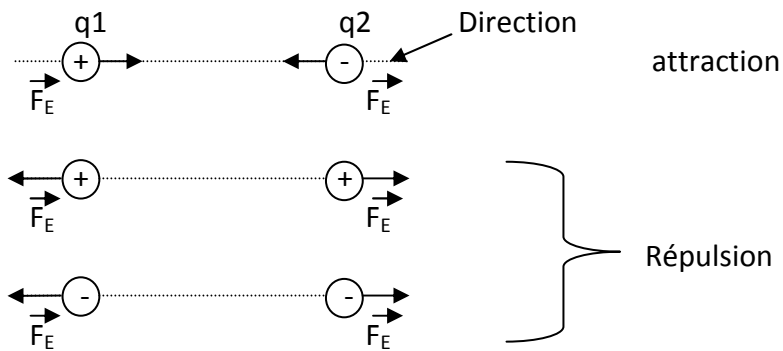 q1 q2 Direction
+ - attraction
F_E F_E
+ +
F_E F_E
Répulsion
- -
F_E F_E